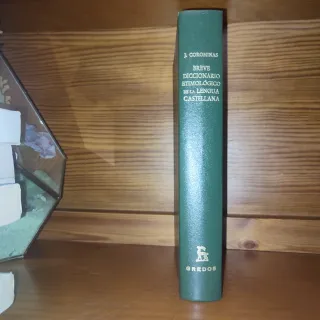 J. COROMINAS
BREVE
DICCIONARIO
ETIMOLÓGICO
DE LA LENGUA
CASTELLANA
GREDOS